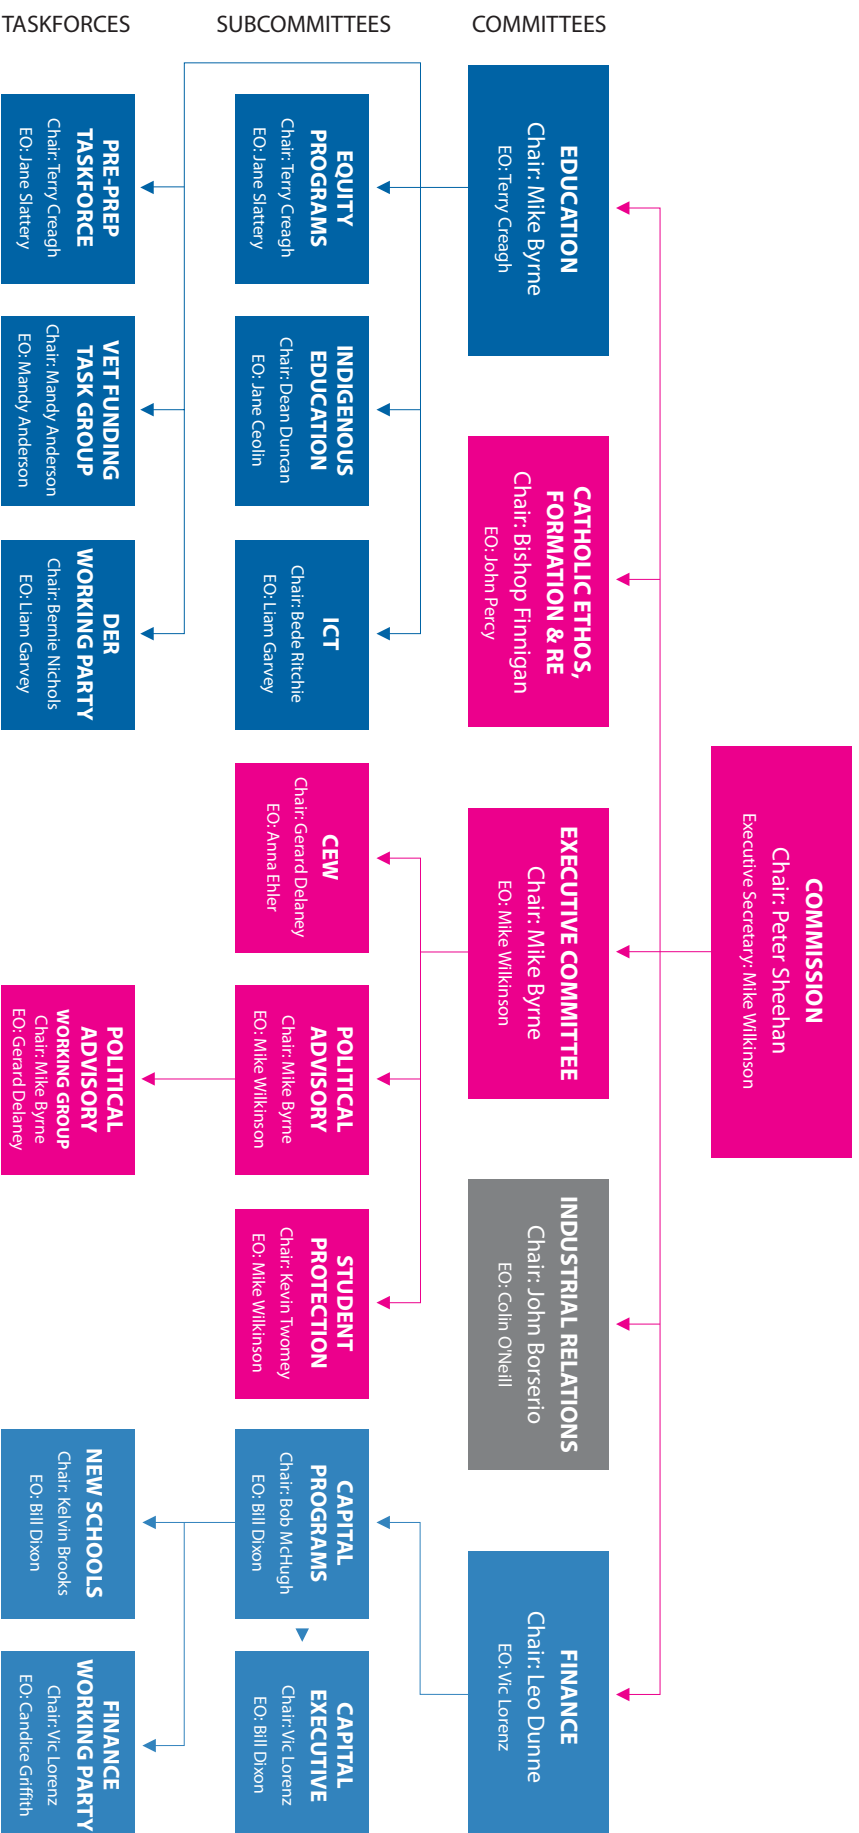 TASKFORCES
SUBCOMMITTEES
COMMITTEES
COMMISSION
Chair: Peter Sheehan
Executive Secretary: Mike Wilkinson
EDUCATION
Chair: Mike Byrne
EO: Terry Creagh
CATHOLIC ETHOS,
FORMATION & RE
Chair: Bishop Finnigan
EO: John Percy
EXECUTIVE COMMITTEE
Chair: Mike Byrne
EO: Mike Wilkinson
INDUSTRIAL RELATIONS
Chair: John Borserio
EO: Colin O'Neill
FINANCE
Chair: Leo Dunne
EO: Vic Lorenz
EQUITY
PROGRAMS
Chair: Terry Creagh
EO: Jane Slattery
INDIGENOUS
EDUCATION
Chair: Dean Duncan
EO: Jane Ceolin
ICT
Chair: Bede Ritchie
EO: Liam Garvey
CEW
Chair: Gerard Delaney
EO: Anna Ehler
POLITICAL
ADVISORY
Chair: Mike Byrne
EO: Mike Wilkinson
STUDENT
PROTECTION
Chair: Kevin Twomey
EO: Mike Wilkinson
CAPITAL
PROGRAMS
Chair: Bob McHugh
EO: Bill Dixon
CAPITAL
EXECUTIVE
Chair: Vic Lorenz
EO: Bill Dixon
PRE-PREP
TASKFORCE
Chair: Terry Creagh
EO: Jane Slattery
VET FUNDING
TASK GROUP
Chair: Mandy Anderson
EO: Mandy Anderson
DER
WORKING PARTY
Chair: Bernie Nichols
EO: Liam Garvey
POLITICAL
ADVISORY
WORKING GROUP
Chair: Mike Byrne
EO: Gerard Delaney
NEW SCHOOLS
Chair: Kelvin Brooks
EO: Bill Dixon
FINANCE
WORKING PARTY
Chair: Vic Lorenz
EO: Candice Griffith